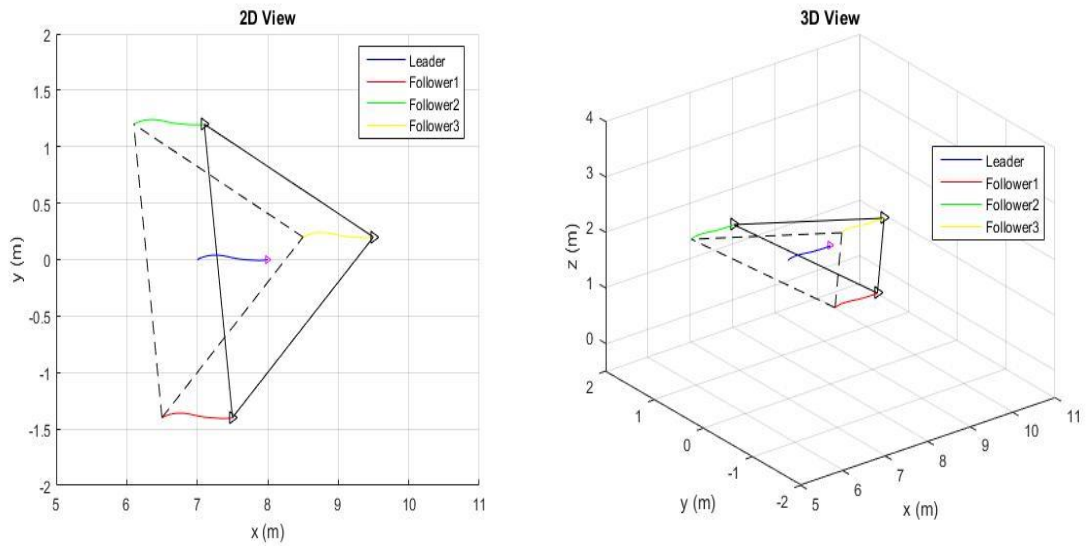 2D View
2
1.5
1
0.5
0
-0.5
-1
-1.5
-2
y (m)
5 6 7 8 9 10 11
x (m)
Leader
Follower1
Follower2
Follower3
3D View
4
3
2
1
0
z (m)
2
1
0
-1
-2
y (m)
5
6
7
8
9
10
11
x (m)
Leader
Follower1
Follower2
Follower3